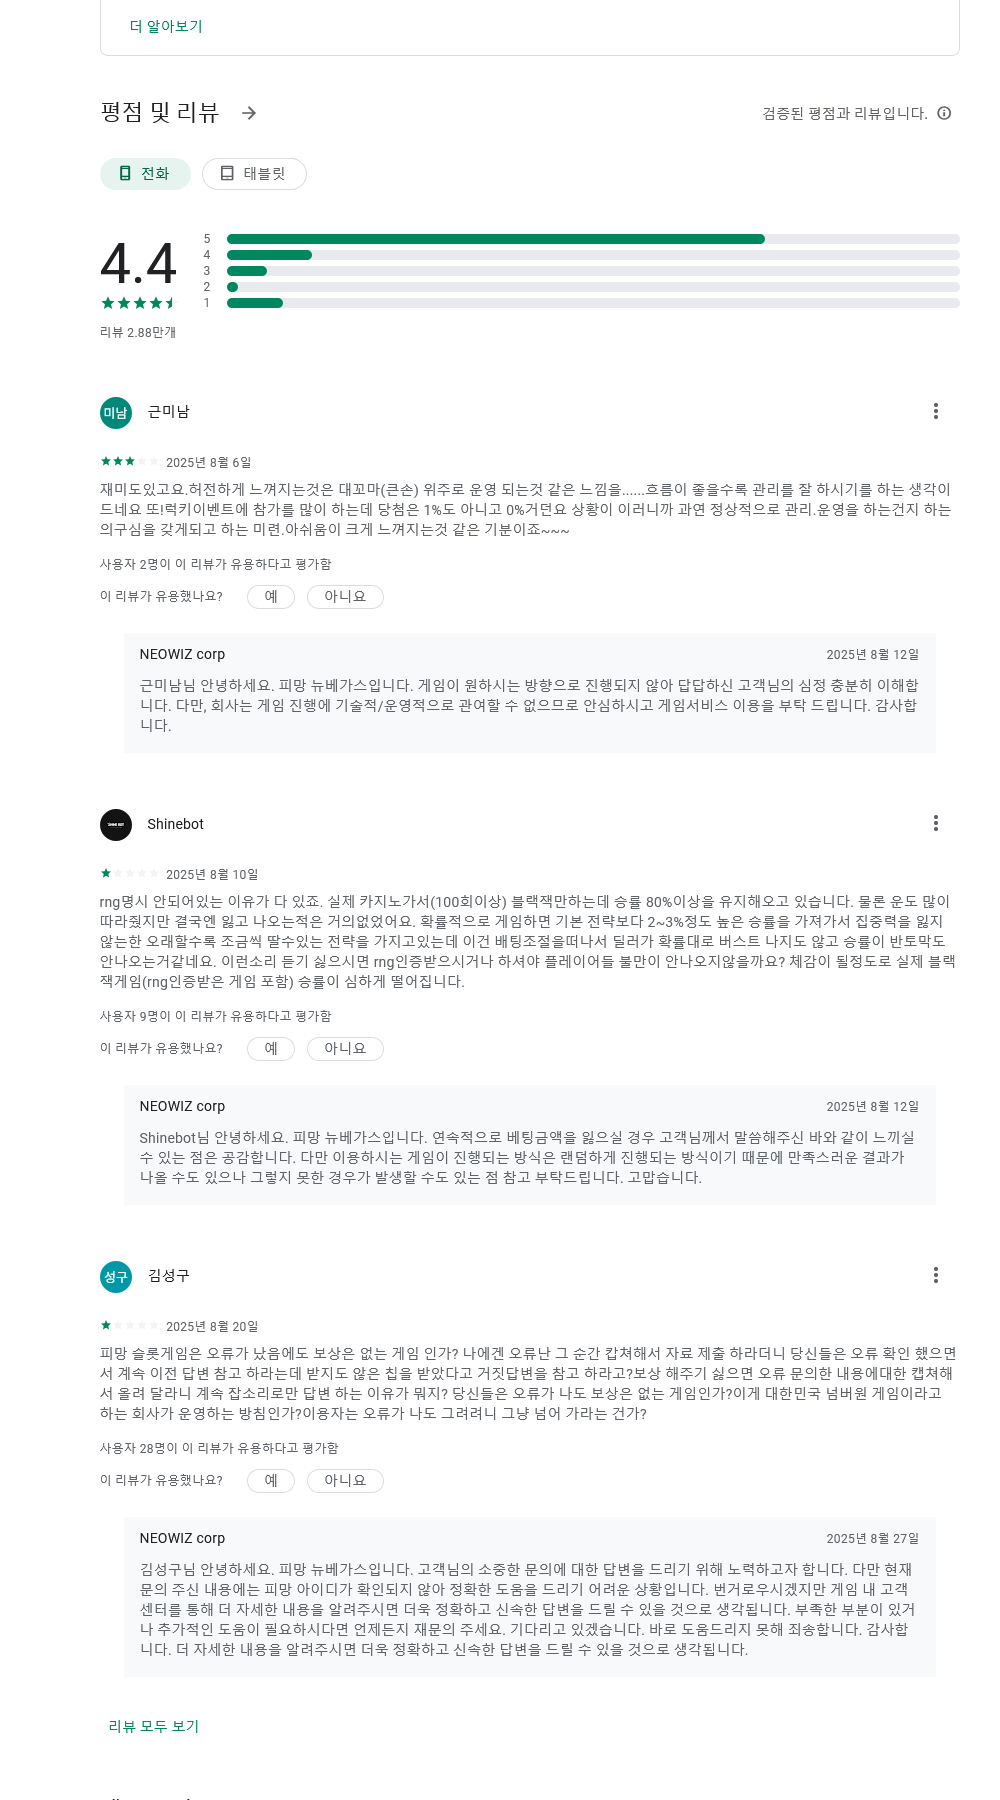 더 알아보기
평점 및 리뷰
검증된 평점과 리뷰입니다.
전화
태블릿
4.4
5
4
3
2
1
리뷰 2.88만개
미남
근미남
2025년 8월 6일
재미도있고요.허전하게 느껴지는것은 대꼬마(큰손) 위주로 운영 되는것 같은 느낌을......흐름이 좋을수록 관리를 잘 하시기를 하는 생각이
드네요 또!럭키이벤트에 참가를 많이 하는데 당첨은 1%도 아니고 0%거던요 상황이 이러니까 과연 정상적으로 관리.운영을 하는건지 하는
의구심을 갖게되고 하는 미련.아쉬움이 크게 느껴지는것 같은 기분이죠~~~
사용자 2명이 이 리뷰가 유용하다고 평가함
이 리뷰가 유용했나요?
예
아니요
NEOWIZ corp
2025년 8월 12일
근미남님 안녕하세요. 피망 뉴베가스입니다. 게임이 원하시는 방향으로 진행되지 않아 답답하신 고객님의 심정 충분히 이해합
니다. 다만, 회사는 게임 진행에 기술적/운영적으로 관여할 수 없으므로 안심하시고 게임서비스 이용을 부탁 드립니다. 감사합
니다.
Shinebot
2025년 8월 10일
rng명시 안되어있는 이유가 다 있죠. 실제 카지노가서(100회이상) 블랙잭만하는데 승률 80%이상을 유지해오고 있습니다. 물론 운도 많이
따라줬지만 결국엔 잃고 나오는적은 거의없었어요. 확률적으로 게임하면 기본 전략보다 2~3%정도 높은 승률을 가져가서 집중력을 잃지
않는한 오래할수록 조금씩 딸수있는 전략을 가지고있는데 이건 배팅조절을떠나서 딜러가 확률대로 버스트 나지도 않고 승률이 반토막도
안나오는거같네요. 이런소리 듣기 싫으시면 rng인증받으시거나 하셔야 플레이어들 불만이 안나오지않을까요? 체감이 될정도로 실제 블랙
잭게임(rng인증받은 게임 포함) 승률이 심하게 떨어집니다.
사용자 9명이 이 리뷰가 유용하다고 평가함
이 리뷰가 유용했나요?
예
아니요
NEOWIZ corp
2025년 8월 12일
Shinebot님 안녕하세요. 피망 뉴베가스입니다. 연속적으로 베팅금액을 잃으실 경우 고객님께서 말씀해주신 바와 같이 느끼실
수 있는 점은 공감합니다. 다만 이용하시는 게임이 진행되는 방식은 랜덤하게 진행되는 방식이기 때문에 만족스러운 결과가
나올 수도 있으나 그렇지 못한 경우가 발생할 수도 있는 점 참고 부탁드립니다. 고맙습니다.
성구
김성구
2025년 8월 20일
피망 슬롯게임은 오류가 났음에도 보상은 없는 게임 인가? 나에겐 오류난 그 순간 캅쳐해서 자료 제출 하라더니 당신들은 오류 확인 했으면
서 계속 이전 답변 참고 하라는데 받지도 않은 칩을 받았다고 거짓답변을 참고 하라고?보상 해주기 싫으면 오류 문의한 내용에대한 캡쳐해
서 올려 달라니 계속 잡소리로만 답변 하는 이유가 뭐지? 당신들은 오류가 나도 보상은 없는 게임인가?이게 대한민국 넘버원 게임이라고
하는 회사가 운영하는 방침인가?이용자는 오류가 나도 그려려니 그냥 넘어 가라는 건가?
사용자 28명이 이 리뷰가 유용하다고 평가함
이 리뷰가 유용했나요?
예
아니요
NEOWIZ corp
2025년 8월 27일
김성구님 안녕하세요. 피망 뉴베가스입니다. 고객님의 소중한 문의에 대한 답변을 드리기 위해 노력하고자 합니다. 다만 현재
문의 주신 내용에는 피망 아이디가 확인되지 않아 정확한 도움을 드리기 어려운 상황입니다. 번거로우시겠지만 게임 내 고객
센터를 통해 더 자세한 내용을 알려주시면 더욱 정확하고 신속한 답변을 드릴 수 있을 것으로 생각됩니다. 부족한 부분이 있거
나 추가적인 도움이 필요하시다면 언제든지 재문의 주세요. 기다리고 있겠습니다. 바로 도움드리지 못해 죄송합니다. 감사합
니다. 더 자세한 내용을 알려주시면 더욱 정확하고 신속한 답변을 드릴 수 있을 것으로 생각됩니다.
리뷰 모두 보기